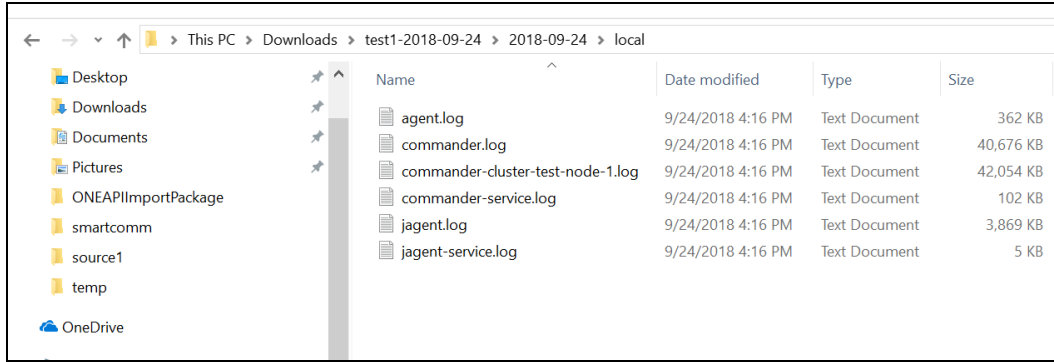 This PC > Downloads > test1-2018-09-24 > 2018-09-24 > local
Desktop
Downloads
Documents
Pictures
ONEAPIImportPackage
smartcomm
source1
temp
OneDrive
Name Date modified Type Size
agent.log 9/24/2018 4:16 PM Text Document 362 KB
commander.log 9/24/2018 4:16 PM Text Document 40,676 KB
commander-cluster-test-node-1.log 9/24/2018 4:16 PM Text Document 42,054 KB
commander-service.log 9/24/2018 4:16 PM Text Document 102 KB
jagent.log 9/24/2018 4:16 PM Text Document 3,869 KB
jagent-service.log 9/24/2018 4:16 PM Text Document 5 KB